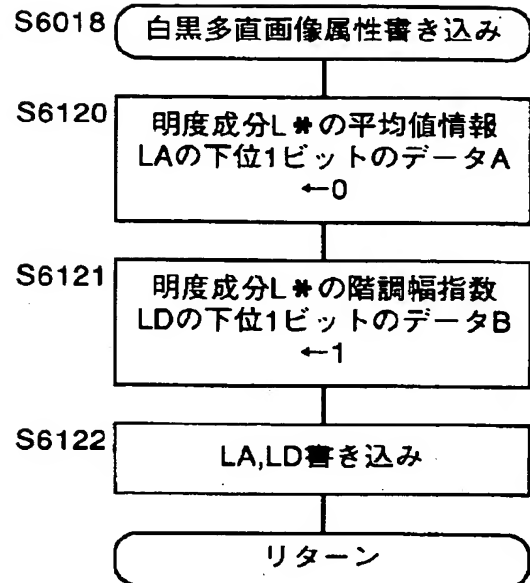 S6018 白黒多直画像属性書き込み
S6120 明度成分L*の平均値情報
LAの下位1ビットのデータA
←0
S6121 明度成分L*の階調幅指数
LDの下位1ビットのデータB
←1
S6122 LA,LD書き込み
リターン